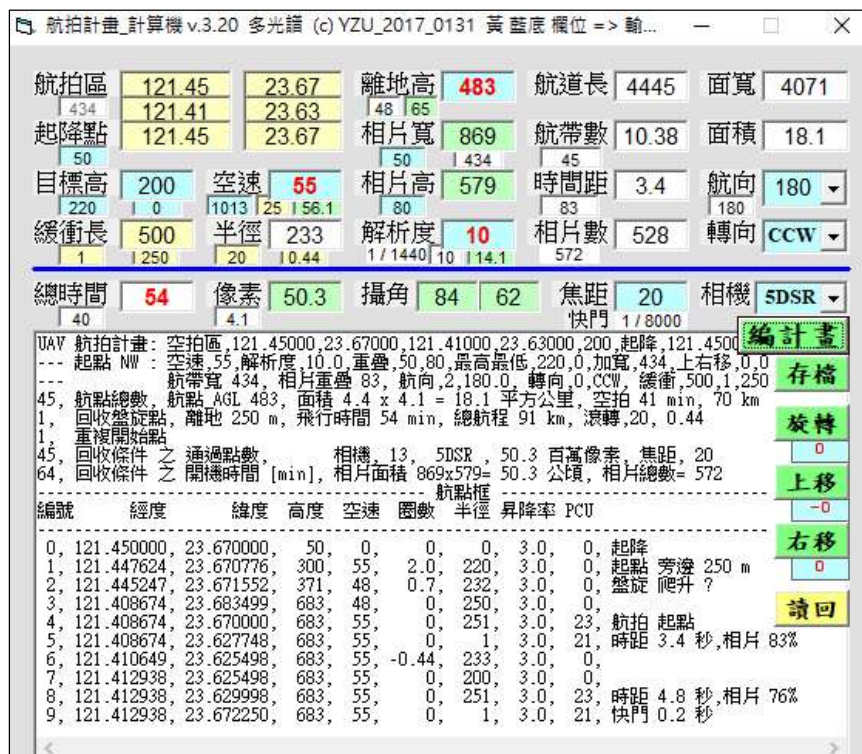 航拍計畫_計算機 v.3.20 多光譜 (c) YZU_2017_0131 黃 藍底 欄位 => 輸...
航拍區 121.45 23.67 離地高 483 航道長 4445 面寬 4071
434 121.41 23.63 48 65
起降點 121.45 23.67 相片寬 869 航帶數 10.38 面積 18.1
50 50 434 45
目標高 200 空速 55 相片高 579 時間距 3.4 航向 180
220 0 1013 25 56.1 80 83 180
緩衝長 500 半徑 233 解析度 10 相片數 528 轉向 CCW
1 250 20 0.44 1 / 1440 10 14.1 572
總時間 54 像素 50.3 攝角 84 62 焦距 20 相機 5DSR
40 4.1 快門 1 / 8000
編計畫
UAV 航拍計畫: 空拍區,121.45000,23.67000,121.41000,23.63000,200,起降,121.4500
--- 起點 NW : 空速,55,解析度,10.0,重疊,50,80,最高最低,220,0,加寬,434,上右移,0,0
--- 航帶寬 434, 相片重疊 83, 航向,2,180.0, 轉向,0,CCW, 緩衝,500,1,250
45, 航點總數, 航點 AGL 483, 面積 4.4 x 4.1 = 18.1 平方公里, 空拍 41 min, 70 km
1, 回收盤旋點, 離地 250 m, 飛行時間 54 min, 總航程 91 km, 滾轉,20, 0.44
1, 重複開始點
45, 回收條件 之 通過點數, 相機, 13, 5DSR , 50.3 百萬像素, 焦距, 20
64, 回收條件 之 開機時間 [min], 相片面積 869x579= 50.3 公頃, 相片總數= 572
航點框
編號 經度 緯度 高度 空速 圈數 半徑 昇降率 PCU
0, 121.450000, 23.670000, 50, 0, 0, 0, 3.0, 0, 起降
1, 121.447624, 23.670776, 300, 55, 2.0, 220, 3.0, 0, 起點 旁邊 250 m
2, 121.445247, 23.671552, 371, 48, 0.7, 232, 3.0, 0, 盤旋 爬升 ?
3, 121.408674, 23.683499, 683, 48, 0, 250, 3.0, 0,
4, 121.408674, 23.670000, 683, 55, 0, 251, 3.0, 23, 航拍 起點
5, 121.408674, 23.627748, 683, 55, 0, 1, 3.0, 21, 時距 3.4 秒,相片 83%
6, 121.410649, 23.625498, 683, 55, -0.44, 233, 3.0, 0,
7, 121.412938, 23.625498, 683, 55, 0, 200, 3.0, 0,
8, 121.412938, 23.629998, 683, 55, 0, 251, 3.0, 23, 時距 4.8 秒,相片 76%
9, 121.412938, 23.672250, 683, 55, 0, 1, 3.0, 21, 快門 0.2 秒
存檔
旋轉
0
上移
-0
右移
0
讀回